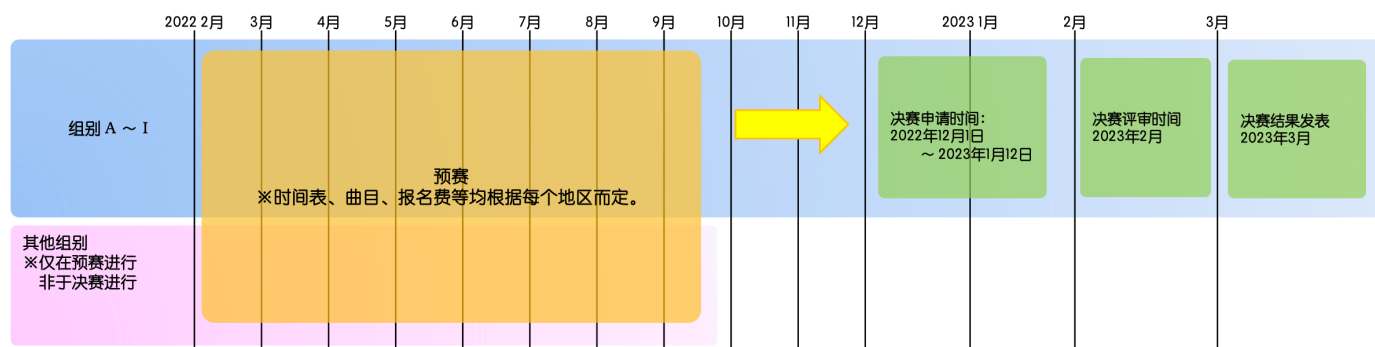 2022 2月 3月 4月 5月 6月 7月 8月 9月 10月 11月 12月 2023 1月 2月 3月
组别 A ～ I
预赛
※时间表、曲目、报名费等均根据每个地区而定。
决赛申请时间：
2022年12月1日
～ 2023年1月12日
决赛评审时间
2023年2月
决赛结果发表
2023年3月
其他组别
※仅在预赛进行
非于决赛进行